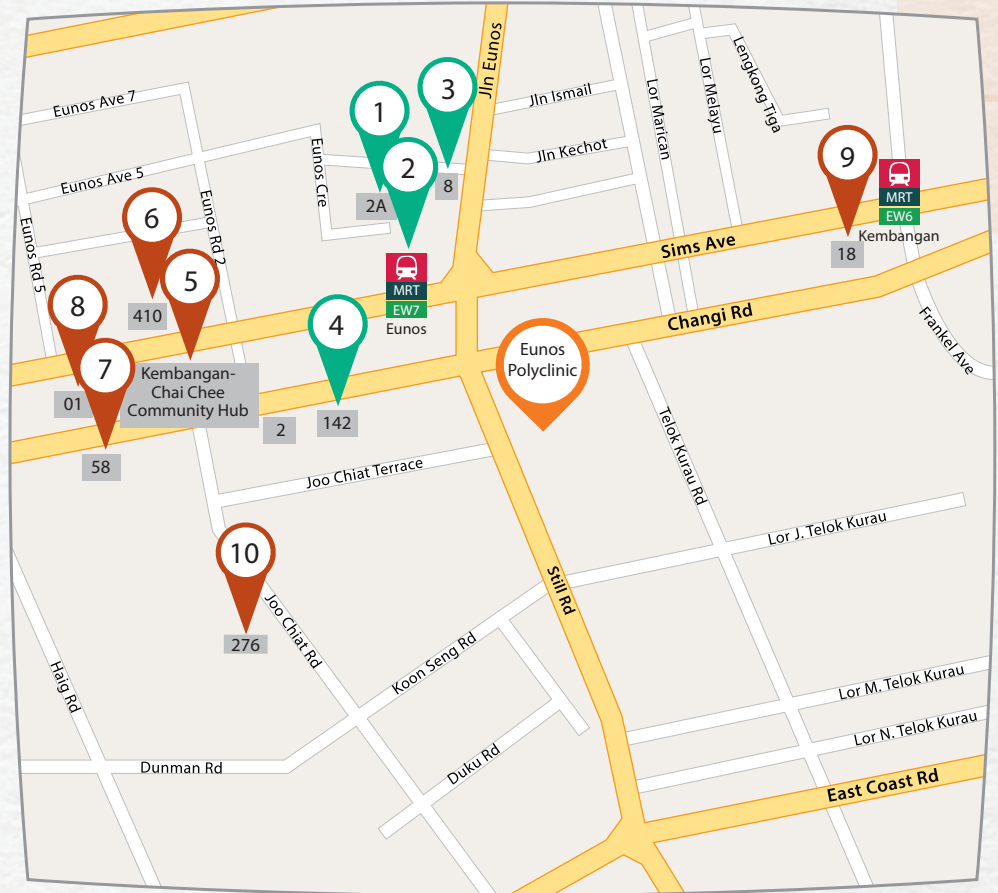 Jln Eunos
Eunos Ave 7
Eunos Ave 5
Eunos Cre
Eunos Rd 2
Eunos Rd 5
Jln Ismail
Jln Kechot
Lor Marican
Lor Melayu
Lengkong Tiga
1
2
3
2A
8
9
MRT
EW6
Kembangan
18
6
410
5
Kembangan-
Chai Chee
Community Hub
8
01
7
58
MRT
EW7
Eunos
4
142
2
Sims Ave
Changi Rd
Frankel Ave
Eunos
Polyclinic
Joo Chiat Terrace
Telok Kurau Rd
Lor J. Telok Kurau
Still Rd
10
276
Joo Chiat Rd
Koon Seng Rd
Haig Rd
Dunman Rd
Duku Rd
Lor M. Telok Kurau
Lor N. Telok Kurau
East Coast Rd